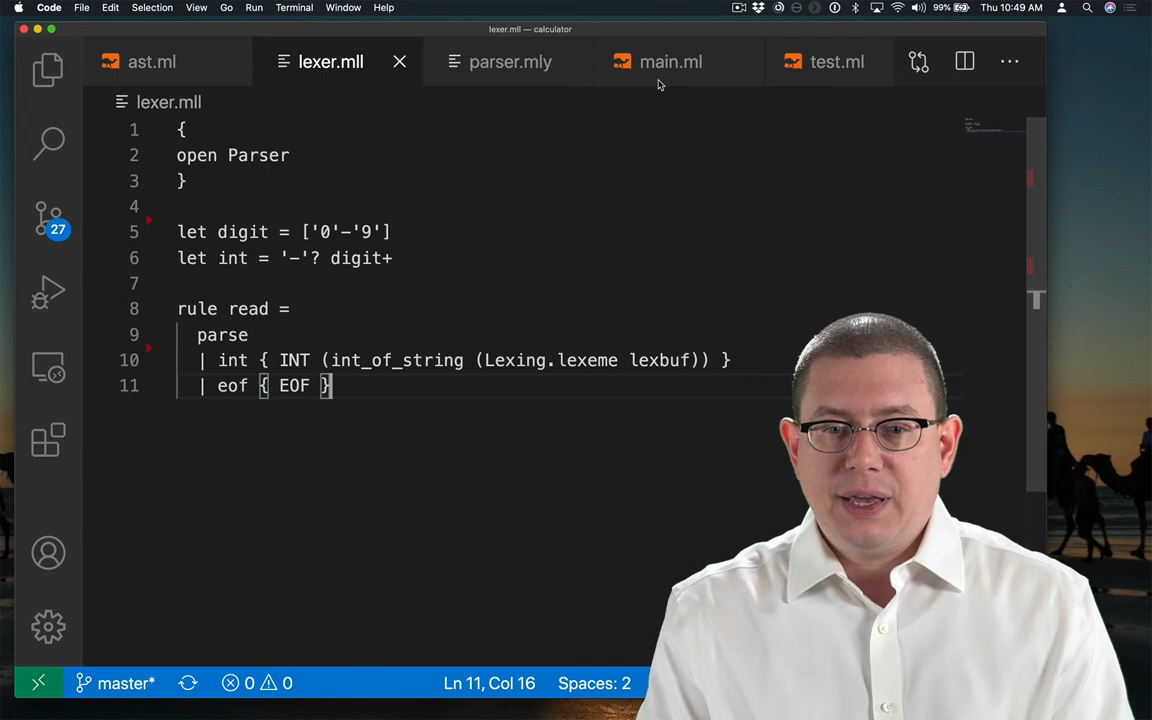 Code File Edit Selection View Go Run Terminal Window Help 99% Thu 10:49 AM
lexer.mll — calculator
ast.ml lexer.mll parser.mly main.ml test.ml
lexer.mll
1 {
2 open Parser
3 }
4
5 let digit = ['0'-'9']
6 let int = '-'? digit+
7
8 rule read =
9 parse
10 | int { INT (int_of_string (Lexing.lexeme lexbuf)) }
11 | eof { EOF }
27
master* 0 0 Ln 11, Col 16 Spaces: 2